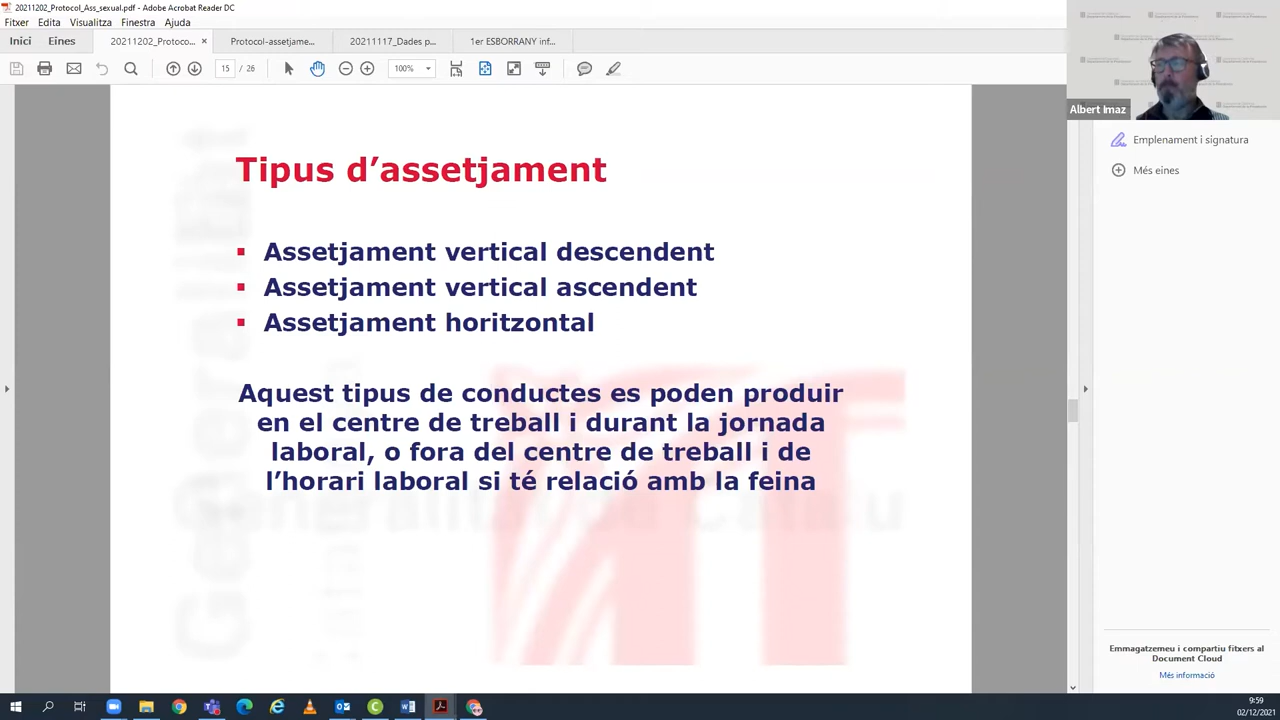 20211202_Protocol_Ass_sexual.pdf - Adobe Acrobat Reader DC
Fitxer Edita Visualitza Finestra Ajuda
Inici Eines 20211202_Protoco... × Protocol-assetjame... 20211117_Dades p... 1er ESBORRANY inf...
15 / 26 100%
Albert Imaz
Emplenament i signatura
Més eines
Tipus d’assetjament
Assetjament vertical descendent
Assetjament vertical ascendent
Assetjament horitzontal
Aquest tipus de conductes es poden produir
en el centre de treball i durant la jornada
laboral, o fora del centre de treball i de
l’horari laboral si té relació amb la feina
Emmagatzemeu i compartiu fitxers al
Document Cloud
Més informació
9:59
02/12/2021